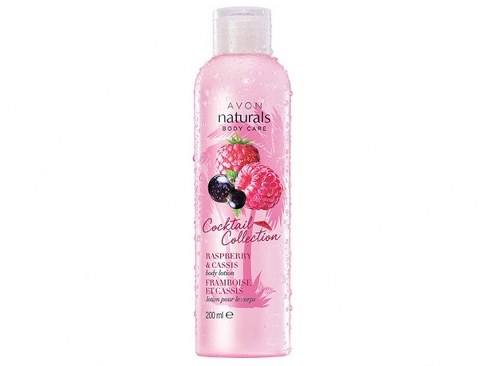 AVON
naturals
BODY CARE
Cocktail
Collection
RASPBERRY
& CASSIS
body lotion
FRAMBOISE
ET CASSIS
lotion pour le corps
200 ml ℮